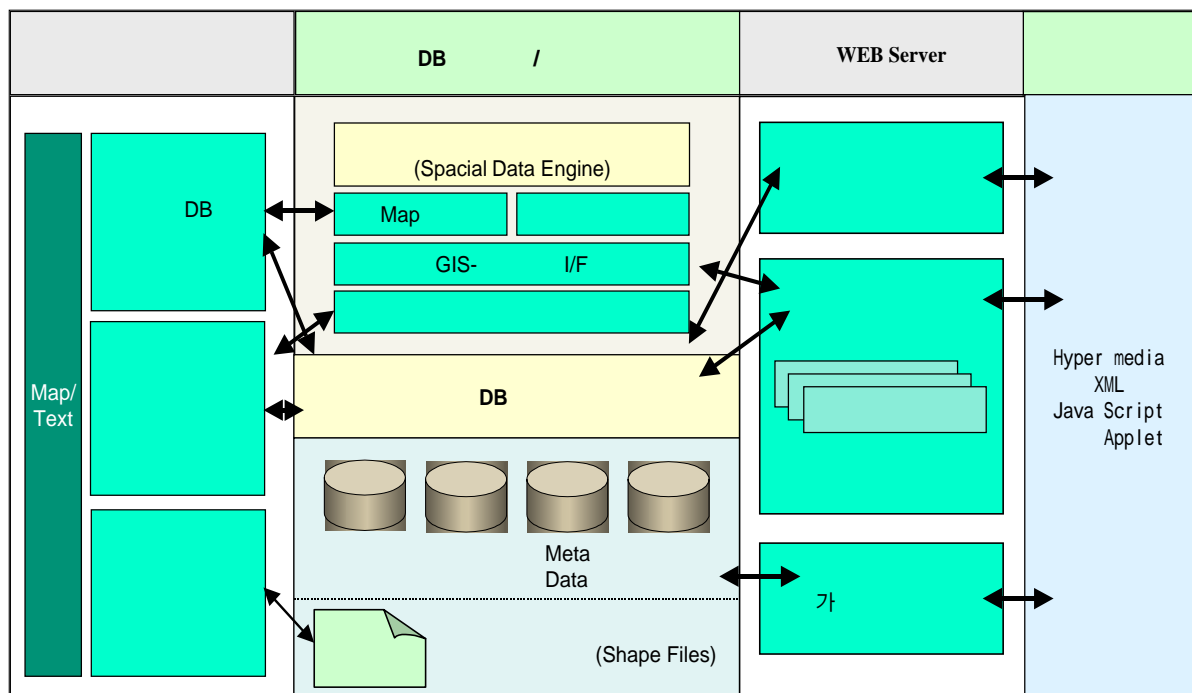 DB /
WEB Server
Map/
Text
DB
(Spacial Data Engine)
Map
GIS- I/F
DB
Meta
Data
(Shape Files)
가
Hyper media
XML
Java Script
Applet